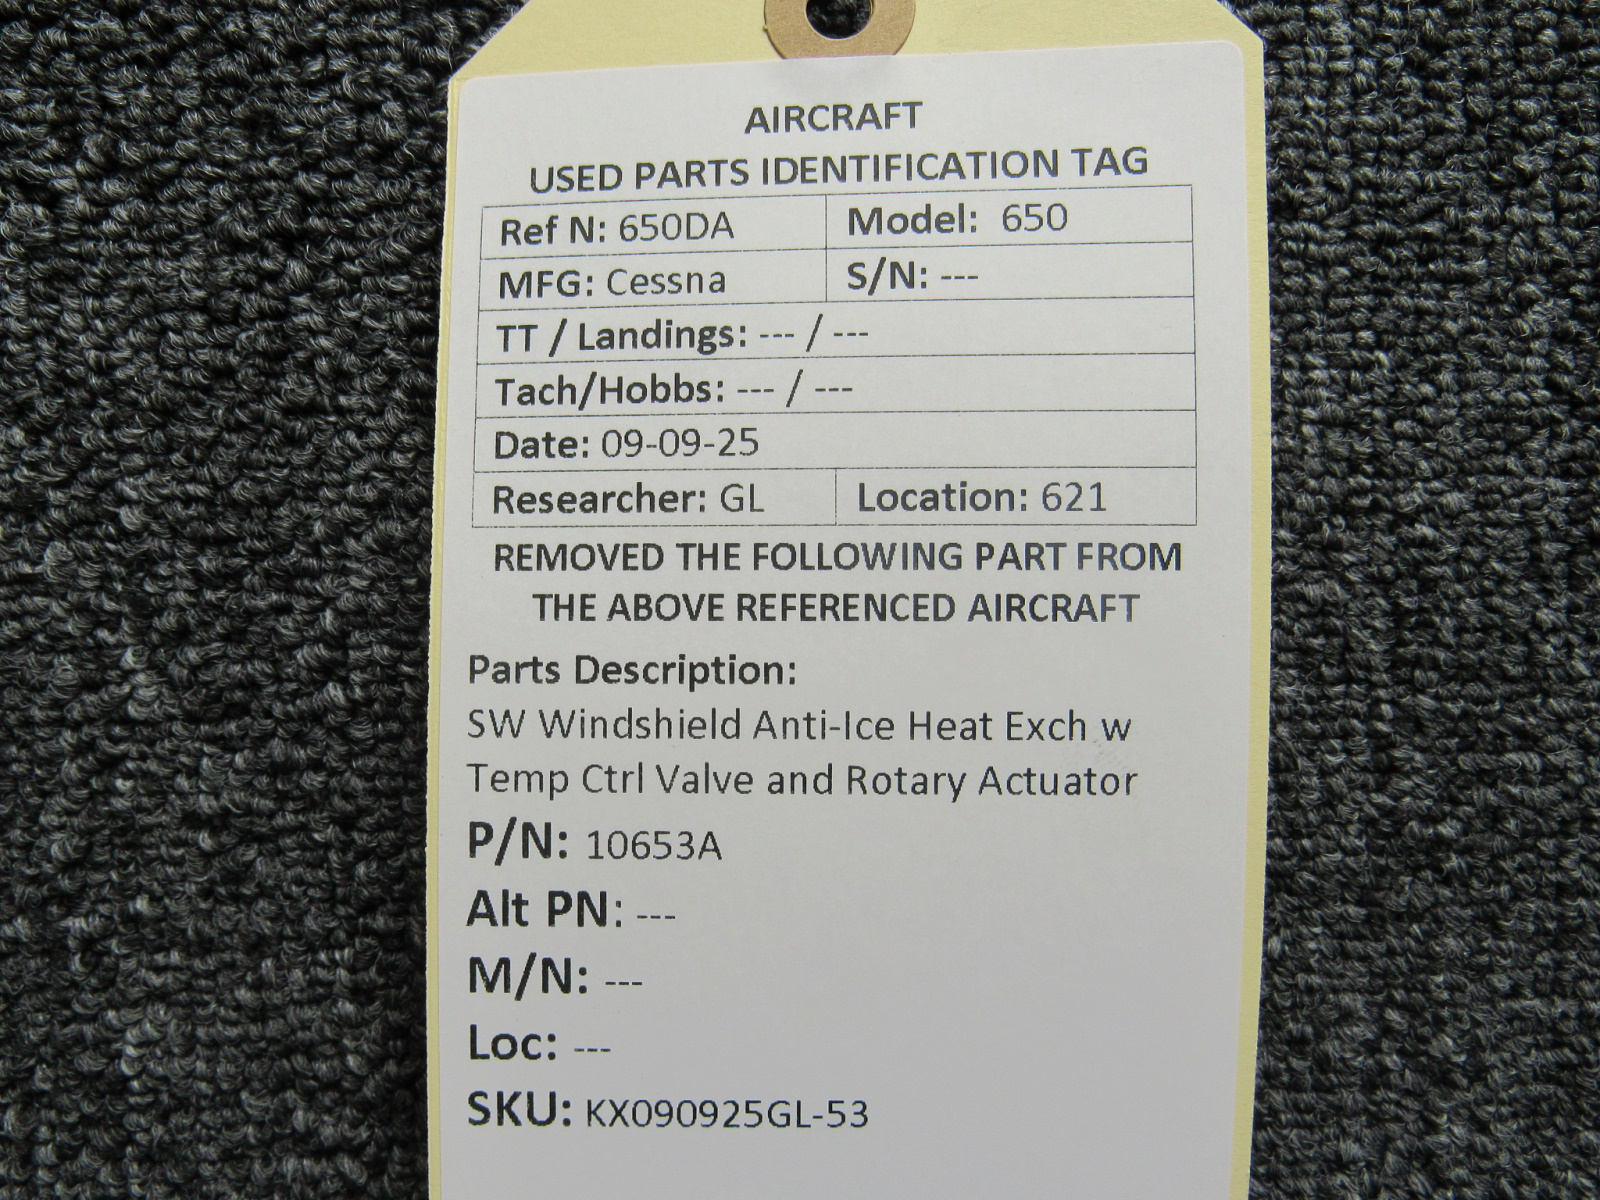 AIRCRAFT
USED PARTS IDENTIFICATION TAG
Ref N: 650DA Model: 650
MFG: Cessna S/N: ---
TT / Landings: --- / ---
Tach/Hobbs: --- / ---
Date: 09-09-25
Researcher: GL Location: 621
REMOVED THE FOLLOWING PART FROM
THE ABOVE REFERENCED AIRCRAFT
Parts Description:
SW Windshield Anti-Ice Heat Exch w
Temp Ctrl Valve and Rotary Actuator
P/N: 10653A
Alt PN: ---
M/N: ---
Loc: ---
SKU: KX090925GL-53